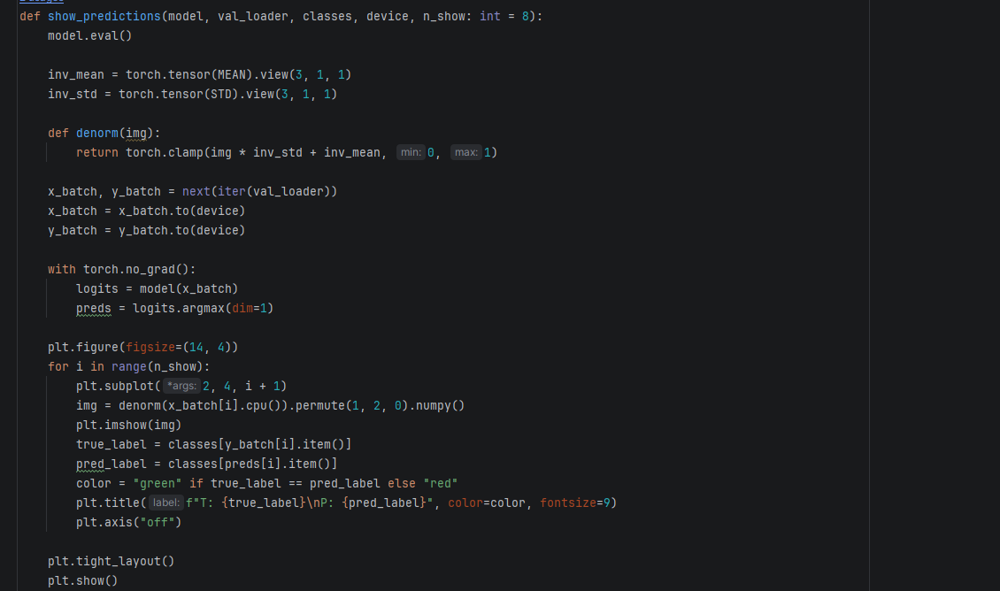 2 usages
def show_predictions(model, val_loader, classes, device, n_show: int = 8):
    model.eval()

    inv_mean = torch.tensor(MEAN).view(3, 1, 1)
    inv_std = torch.tensor(STD).view(3, 1, 1)

    def denorm(img):
        return torch.clamp(img * inv_std + inv_mean, min: 0, max: 1)

    x_batch, y_batch = next(iter(val_loader))
    x_batch = x_batch.to(device)
    y_batch = y_batch.to(device)

    with torch.no_grad():
        logits = model(x_batch)
        preds = logits.argmax(dim=1)

    plt.figure(figsize=(14, 4))
    for i in range(n_show):
        plt.subplot( *args: 2, 4, i + 1)
        img = denorm(x_batch[i].cpu()).permute(1, 2, 0).numpy()
        plt.imshow(img)
        true_label = classes[y_batch[i].item()]
        pred_label = classes[preds[i].item()]
        color = "green" if true_label == pred_label else "red"
        plt.title( label: f"T: {true_label}\nP: {pred_label}", color=color, fontsize=9)
        plt.axis("off")

    plt.tight_layout()
    plt.show()